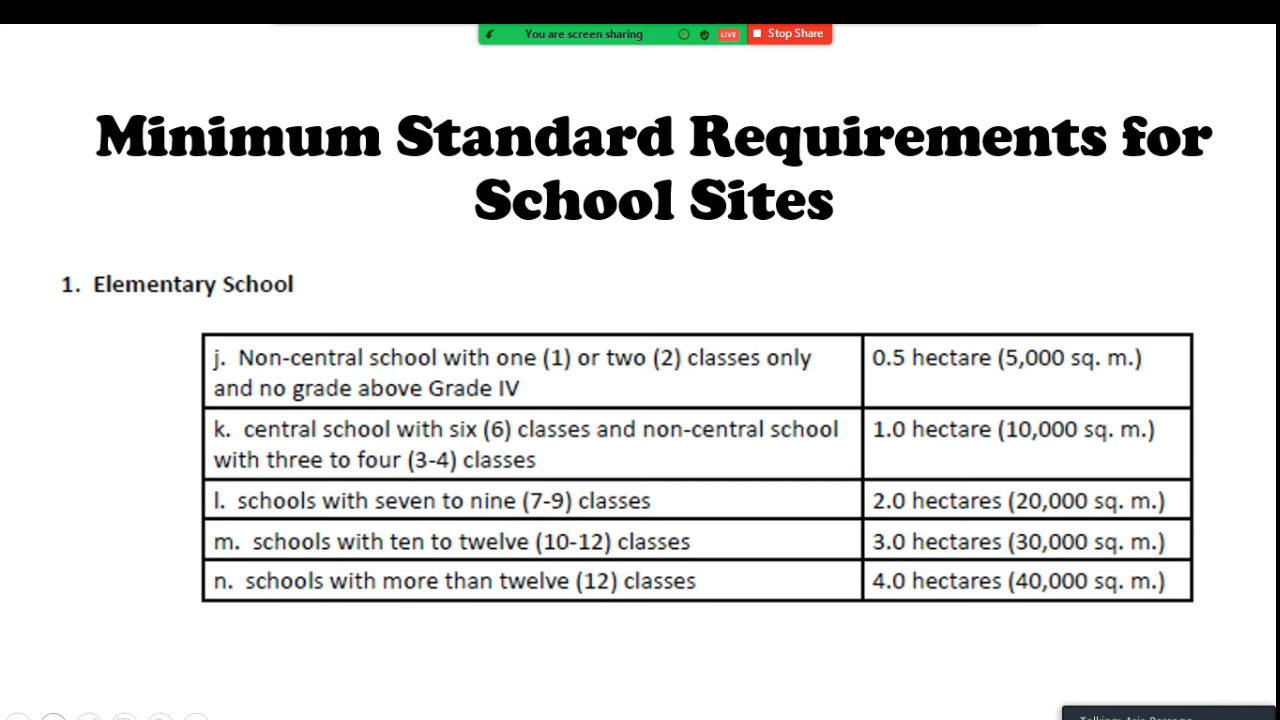 You are screen sharing LIVE Stop Share
Minimum Standard Requirements for
School Sites
1. Elementary School
j. Non-central school with one (1) or two (2) classes only
and no grade above Grade IV
0.5 hectare (5,000 sq. m.)
k. central school with six (6) classes and non-central school
with three to four (3-4) classes
1.0 hectare (10,000 sq. m.)
l. schools with seven to nine (7-9) classes
2.0 hectares (20,000 sq. m.)
m. schools with ten to twelve (10-12) classes
3.0 hectares (30,000 sq. m.)
n. schools with more than twelve (12) classes
4.0 hectares (40,000 sq. m.)